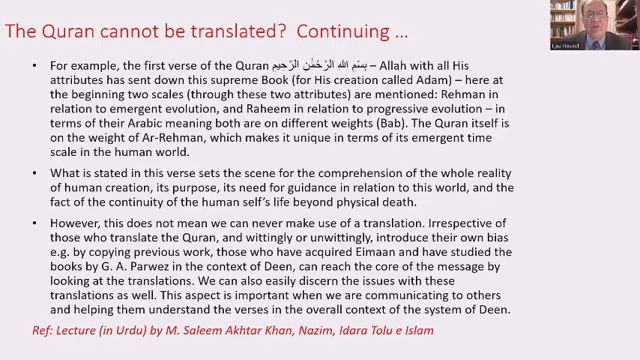 The Quran cannot be translated? Continuing …
• For example, the first verse of the Quran بِسْمِ اللهِ الرَّحْمٰنِ الرَّحِيْمِ – Allah with all His
attributes has sent down this supreme Book (for His creation called Adam) – here at
the beginning two scales (through these two attributes) are mentioned: Rehman in
relation to emergent evolution, and Raheem in relation to progressive evolution – in
terms of their Arabic meaning both are on different weights (Bab). The Quran itself is
on the weight of Ar-Rehman, which makes it unique in terms of its emergent time
scale in the human world.
• What is stated in this verse sets the scene for the comprehension of the whole reality
of human creation, its purpose, its need for guidance in relation to this world, and
the fact of the continuity of the human self's life beyond physical death.
• However, this does not mean we can never make use of a translation. Irrespective of
those who translate the Quran, and wittingly or unwittingly, introduce their own bias
e.g. by copying previous work, those who have acquired Eimaan and have studied the
books by G. A. Parwez in the context of Deen, can reach the core of the message by
looking at the translations. We can also easily discern the issues with these
translations as well. This aspect is important when we are communicating to others
and helping them understand the verses in the overall context of the system of Deen.
Ref: Lecture (in Urdu) by M. Saleem Akhtar Khan, Nazim, Idara Tolu e Islam